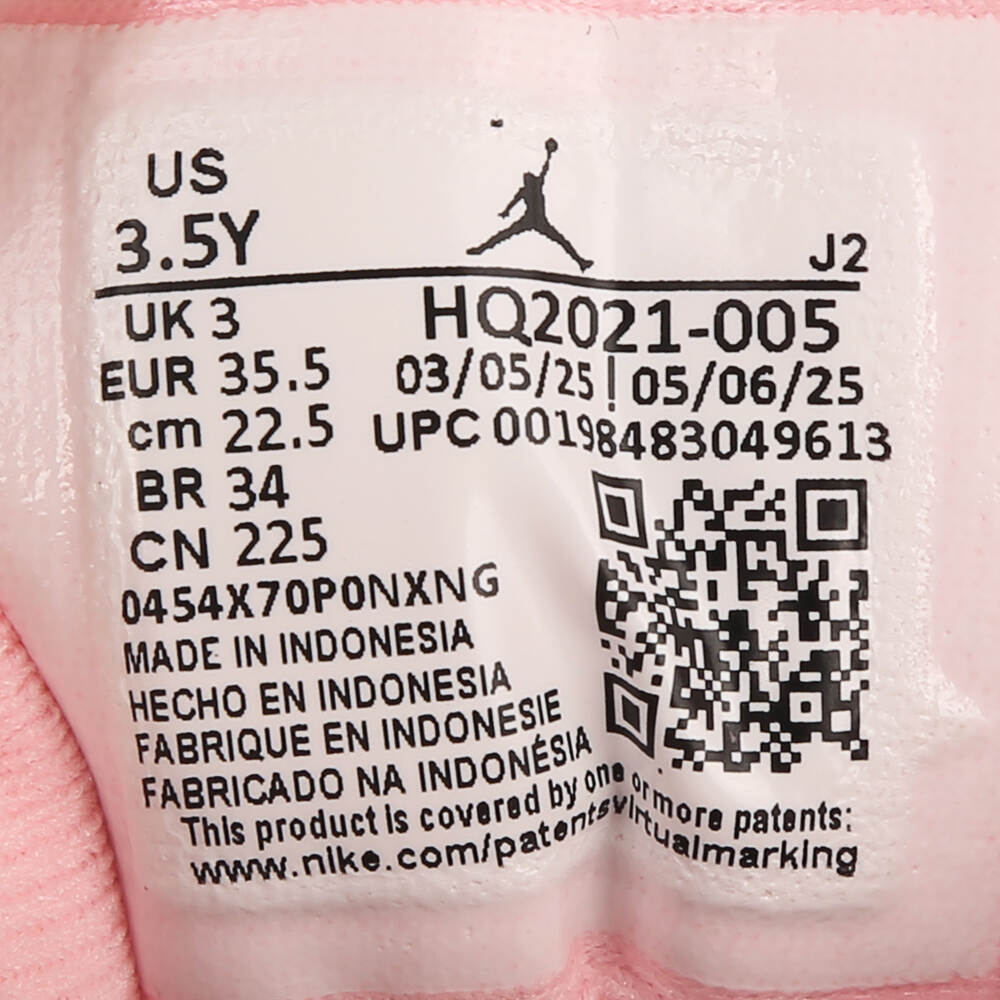 US
3.5Y
J2
UK 3
HQ2021-005
EUR 35.5
03/05/25 ! 05/06/25
cm 22.5
UPC 00198483049613
BR 34
CN 225
0454X70P0NXNG
MADE IN INDONESIA
HECHO EN INDONESIA
FABRIQUE EN INDONESIE
FABRICADO NA INDONÉSIA
This product is covered by one or more patents:
www.nike.com/patentsvirtualmarking